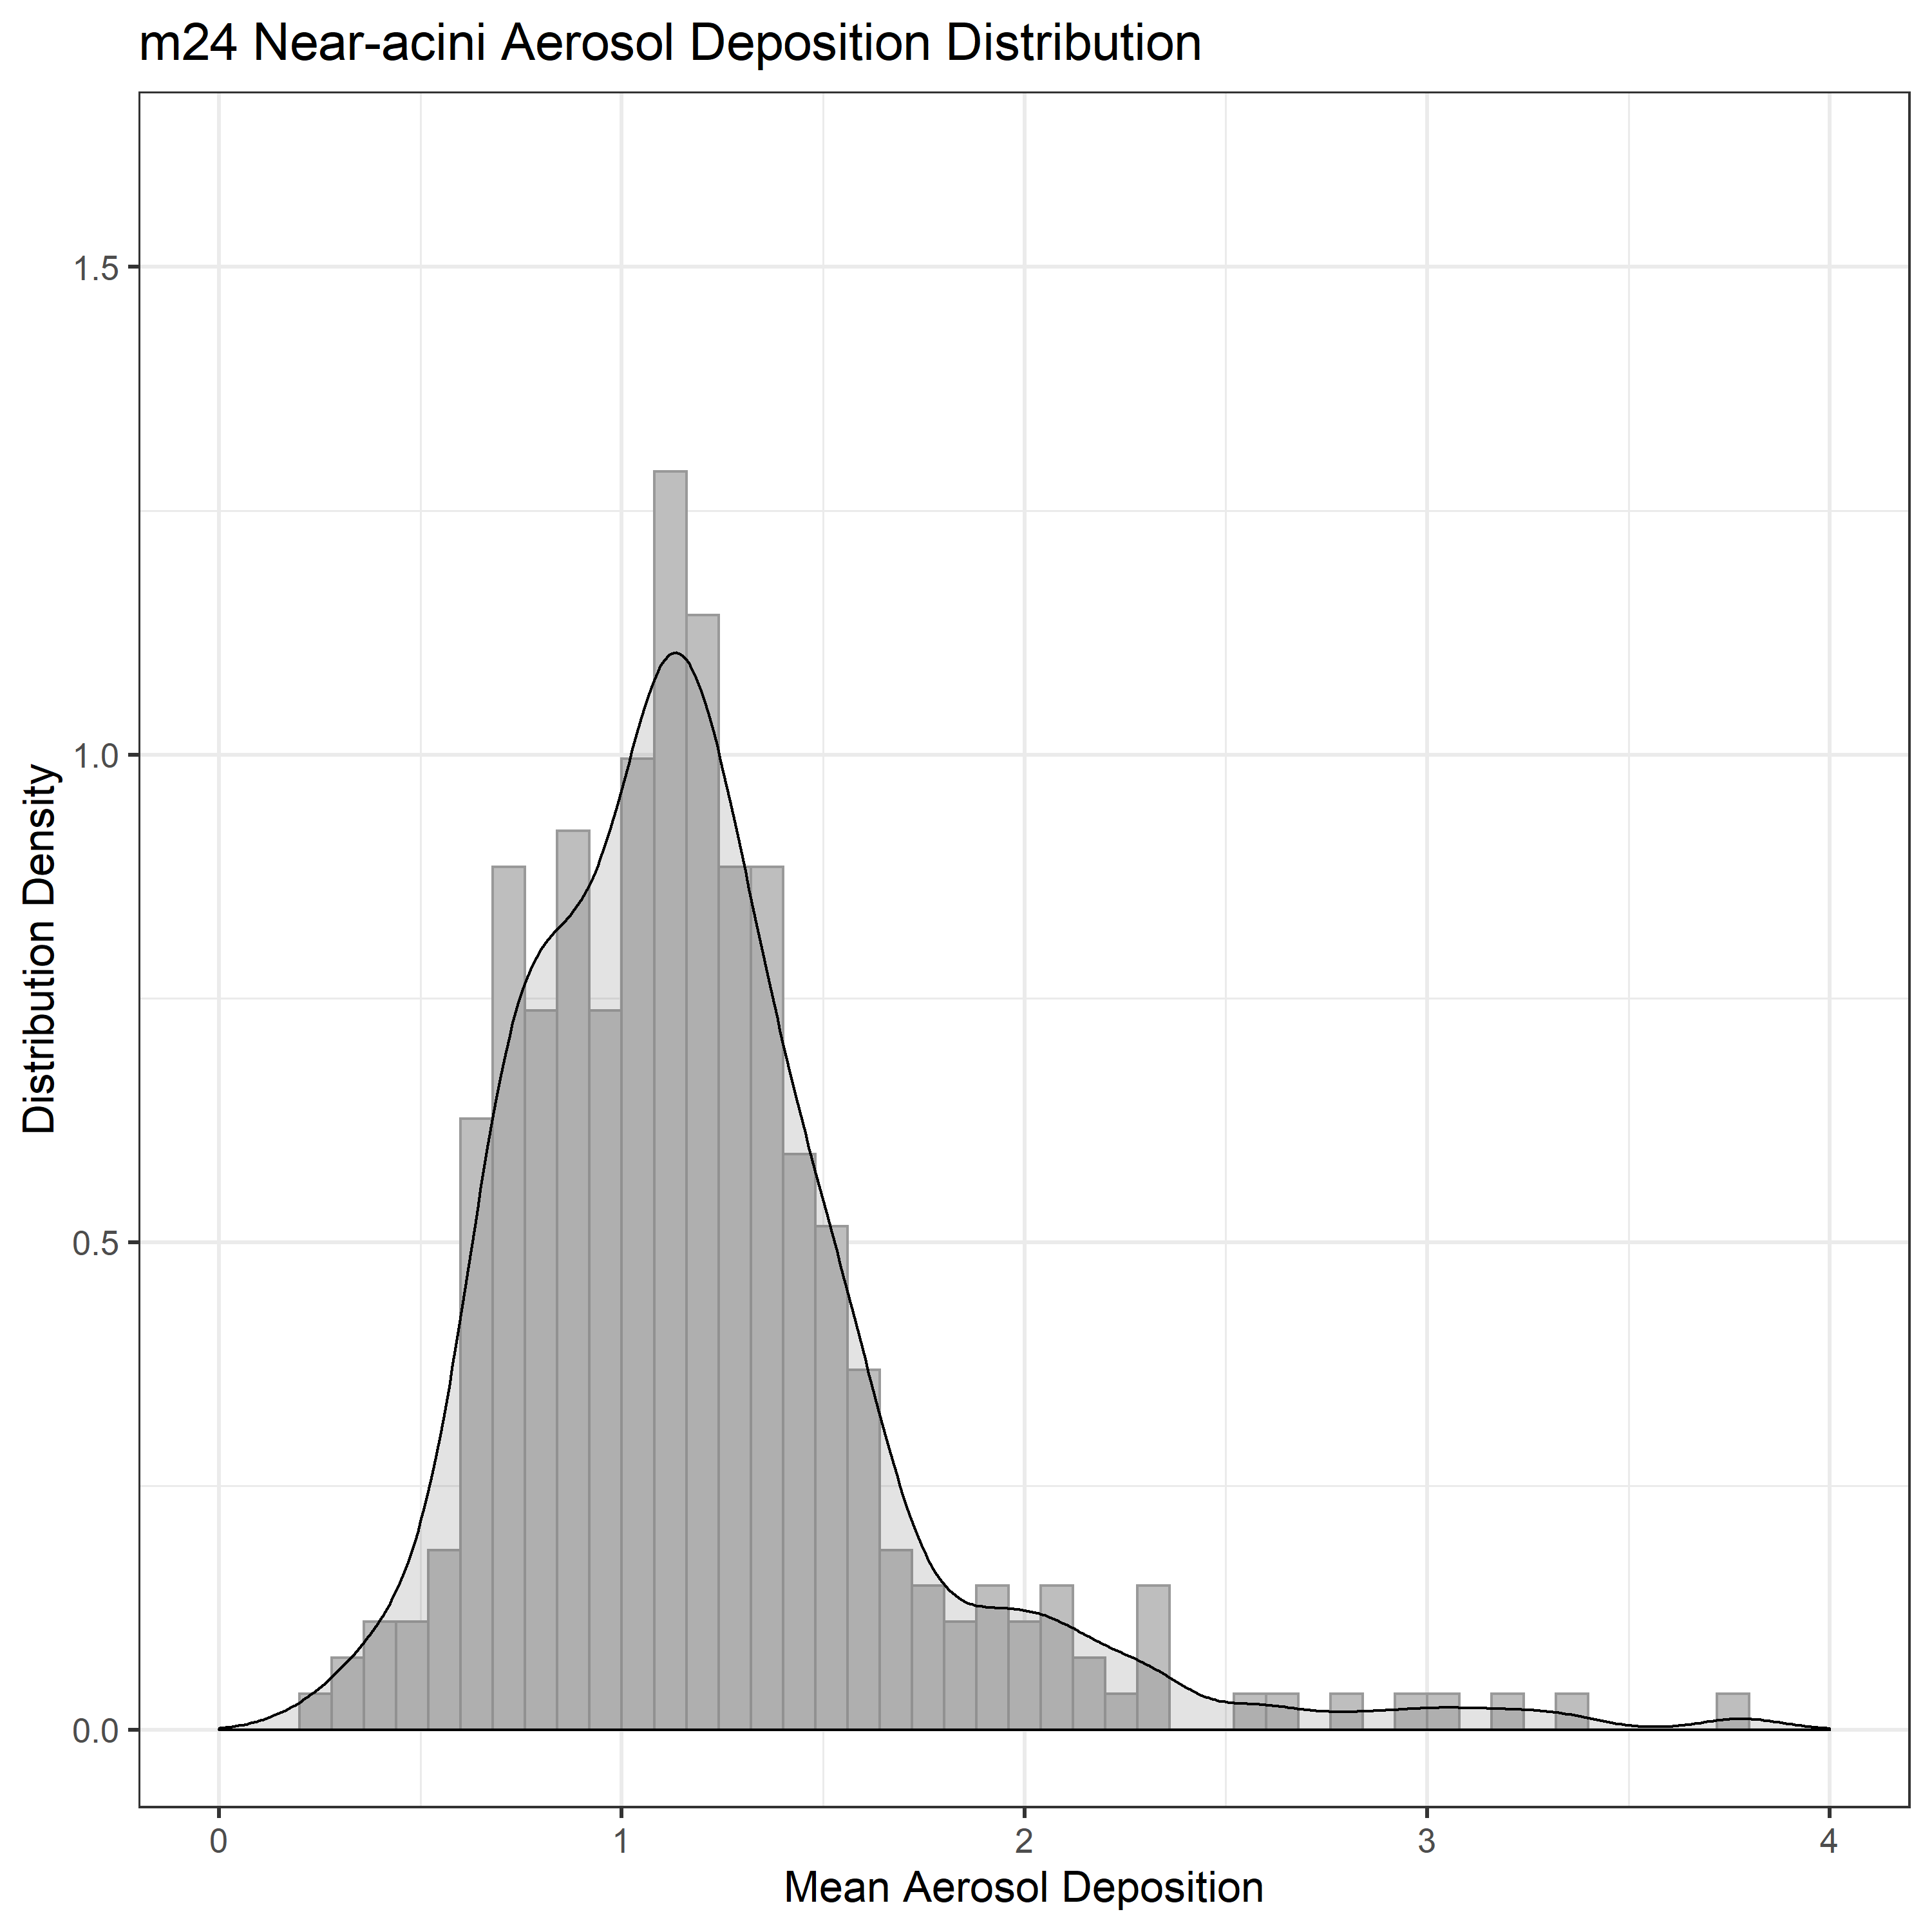 m24 Near-acini Aerosol Deposition Distribution
Distribution Density
1.5
1.0
0.5
0.0
0 1 2 3 4
Mean Aerosol Deposition